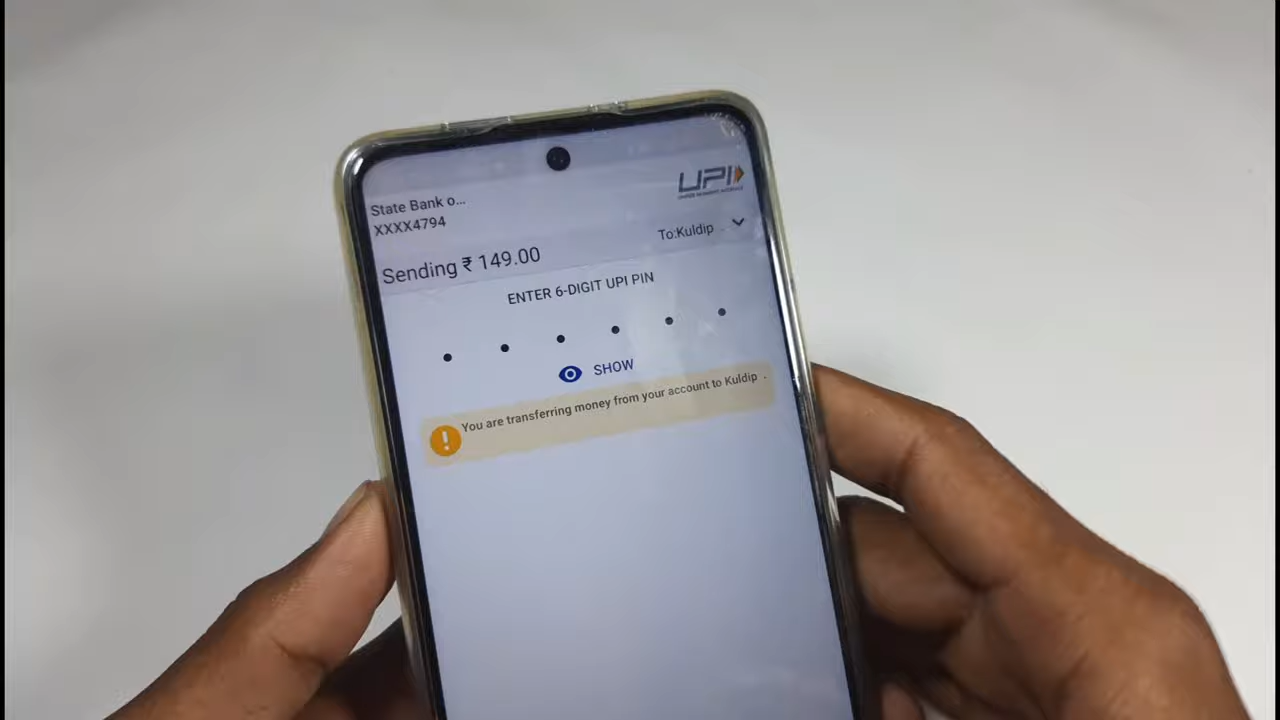 State Bank o...
XXXX4794
UPI
To:Kuldip
Sending ₹ 149.00
ENTER 6-DIGIT UPI PIN
SHOW
You are transferring money from your account to Kuldip .